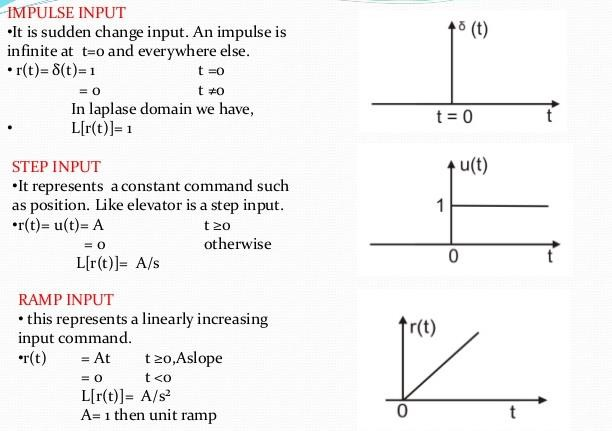 IMPULSE INPUT
•It is sudden change input. An impulse is
infinite at t=0 and everywhere else.
• r(t)= δ(t)= 1 t =0
= 0 t ≠0
In laplase domain we have,
• L[r(t)]= 1
δ (t)
t = 0 t
STEP INPUT
•It represents a constant command such
as position. Like elevator is a step input.
•r(t)= u(t)= A t ≥0
= 0 otherwise
L[r(t)]= A/s
u(t)
1
0 t
RAMP INPUT
• this represents a linearly increasing
input command.
•r(t) = At t ≥0,Aslope
= 0 t <0
L[r(t)]= A/s²
A= 1 then unit ramp
r(t)
0 t